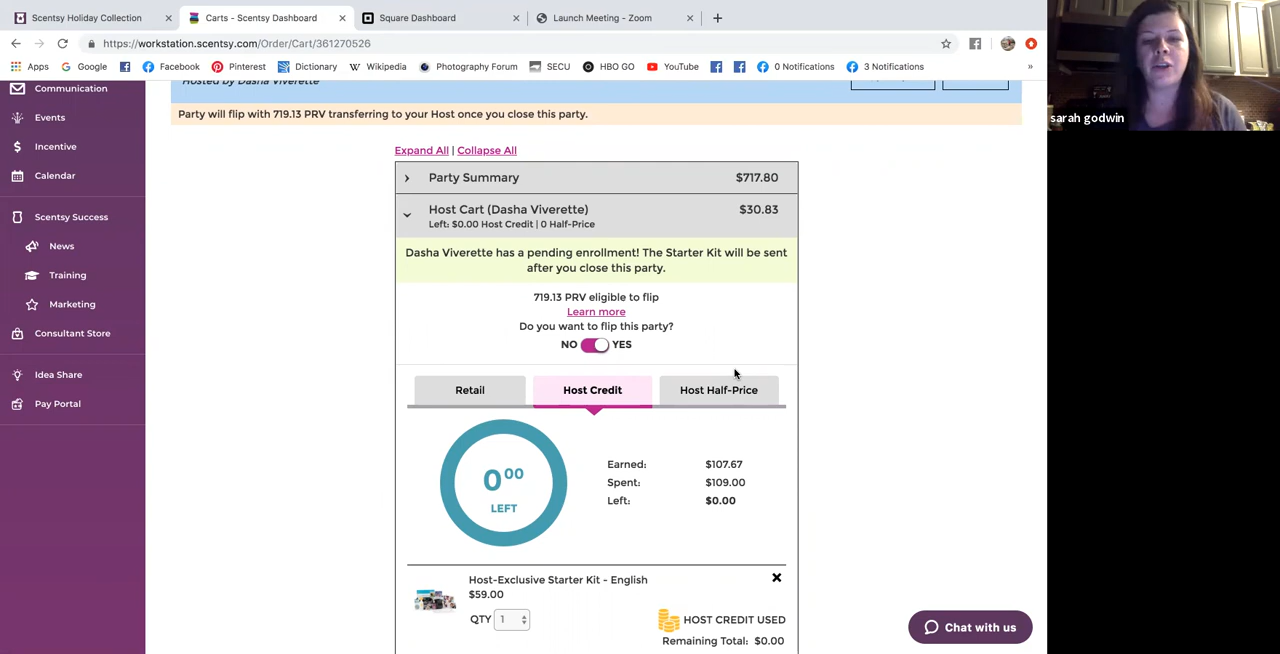 Scentsy Holiday Collection
Carts - Scentsy Dashboard
Square Dashboard
Launch Meeting - Zoom
https://workstation.scentsy.com/Order/Cart/361270526
Apps
Google
Facebook
Pinterest
Dictionary
Wikipedia
Photography Forum
SECU
HBO GO
YouTube
0 Notifications
3 Notifications
sarah godwin
Communication
Events
Incentive
Calendar
Scentsy Success
News
Training
Marketing
Consultant Store
Idea Share
Pay Portal
Hosted by Dasha Viverette
Party will flip with 719.13 PRV transferring to your Host once you close this party.
Expand All | Collapse All
Party Summary $717.80
Host Cart (Dasha Viverette) $30.83
Left: $0.00 Host Credit | 0 Half-Price
Dasha Viverette has a pending enrollment! The Starter Kit will be sent
after you close this party.
719.13 PRV eligible to flip
Learn more
Do you want to flip this party?
NO YES
Retail
Host Credit
Host Half-Price
0 00
LEFT
Earned: $107.67
Spent: $109.00
Left: $0.00
Host-Exclusive Starter Kit - English
$59.00
QTY 1
HOST CREDIT USED
Remaining Total: $0.00
Chat with us